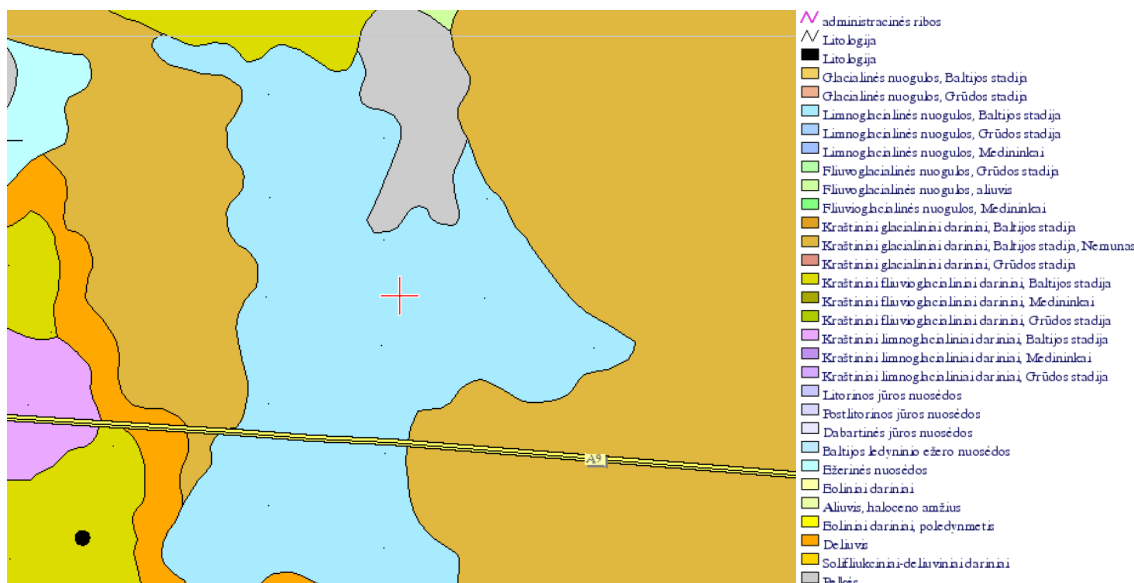 administracinės ribos
Litologija
Litologija
Glacialinės nuogulos, Baltijos stadija
Glacialinės nuogulos, Grūdos stadija
Limnoglacialinės nuogulos, Baltijos stadija
Limnoglacialinės nuogulos, Grūdos stadija
Limnoglacialinės nuogulos, Medininkai
Fliuvoglacialinės nuogulos, Grūdos stadija
Fliuvoglacialinės nuogulos, aliuvis
Fliuvioglacialinės nuogulos, Medininkai
Kraštiniai glacialiniai dariniai, Baltijos stadija
Kraštiniai glacialiniai dariniai, Baltijos stadija, Nemunas
Kraštiniai glacialiniai dariniai, Grūdos stadija
Kraštiniai fliuvioglacialiniai dariniai, Baltijos stadija
Kraštiniai fliuvioglacialiniai dariniai, Medininkai
Kraštiniai fliuvioglacialiniai dariniai, Grūdos stadija
Kraštiniai limnoglacialiniai dariniai, Baltijos stadija
Kraštiniai limnoglacialiniai dariniai, Medininkai
Kraštiniai limnoglacialiniai dariniai, Grūdos stadija
Litorinos jūros nuosėdos
Postlitorinos jūros nuosėdos
Dabartinės jūros nuosėdos
Baltijos ledyninio ežero nuosėdos
Ežerinės nuosėdos
A9
Eoliniai dariniai
Aliuvis, haloceno amžius
Eoliniai dariniai, poledynmetis
Deliuvis
Solifliukciniai-deliuviniai dariniai
Pelkės